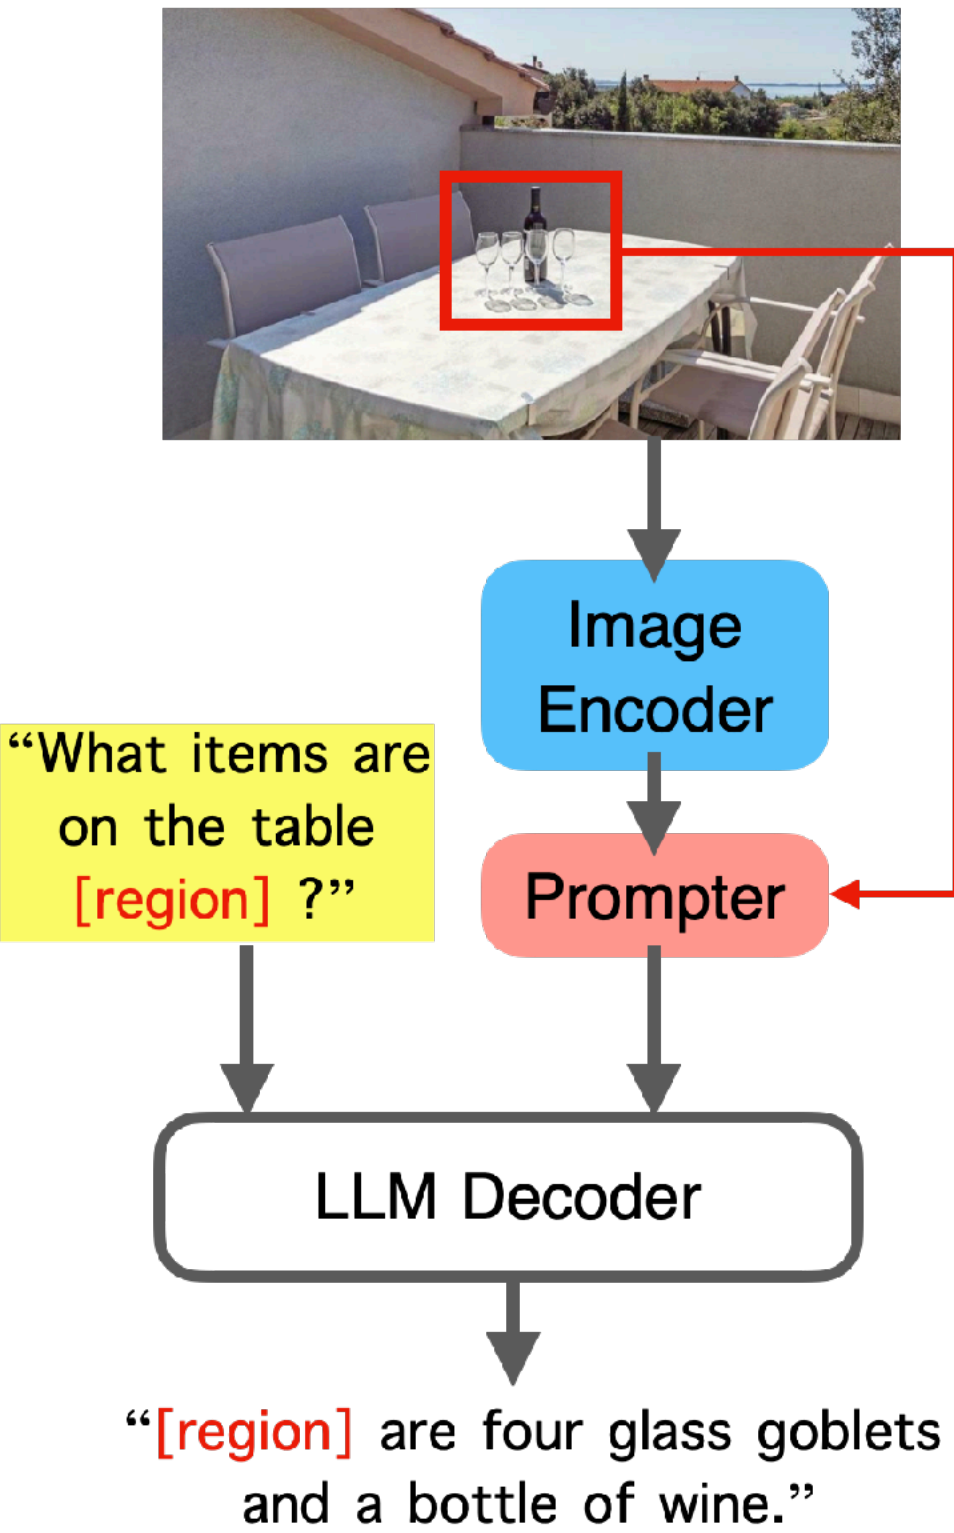 Image
Encoder
“What items are
on the table
[region] ?”
Prompter
LLM Decoder
“[region] are four glass goblets
and a bottle of wine.”